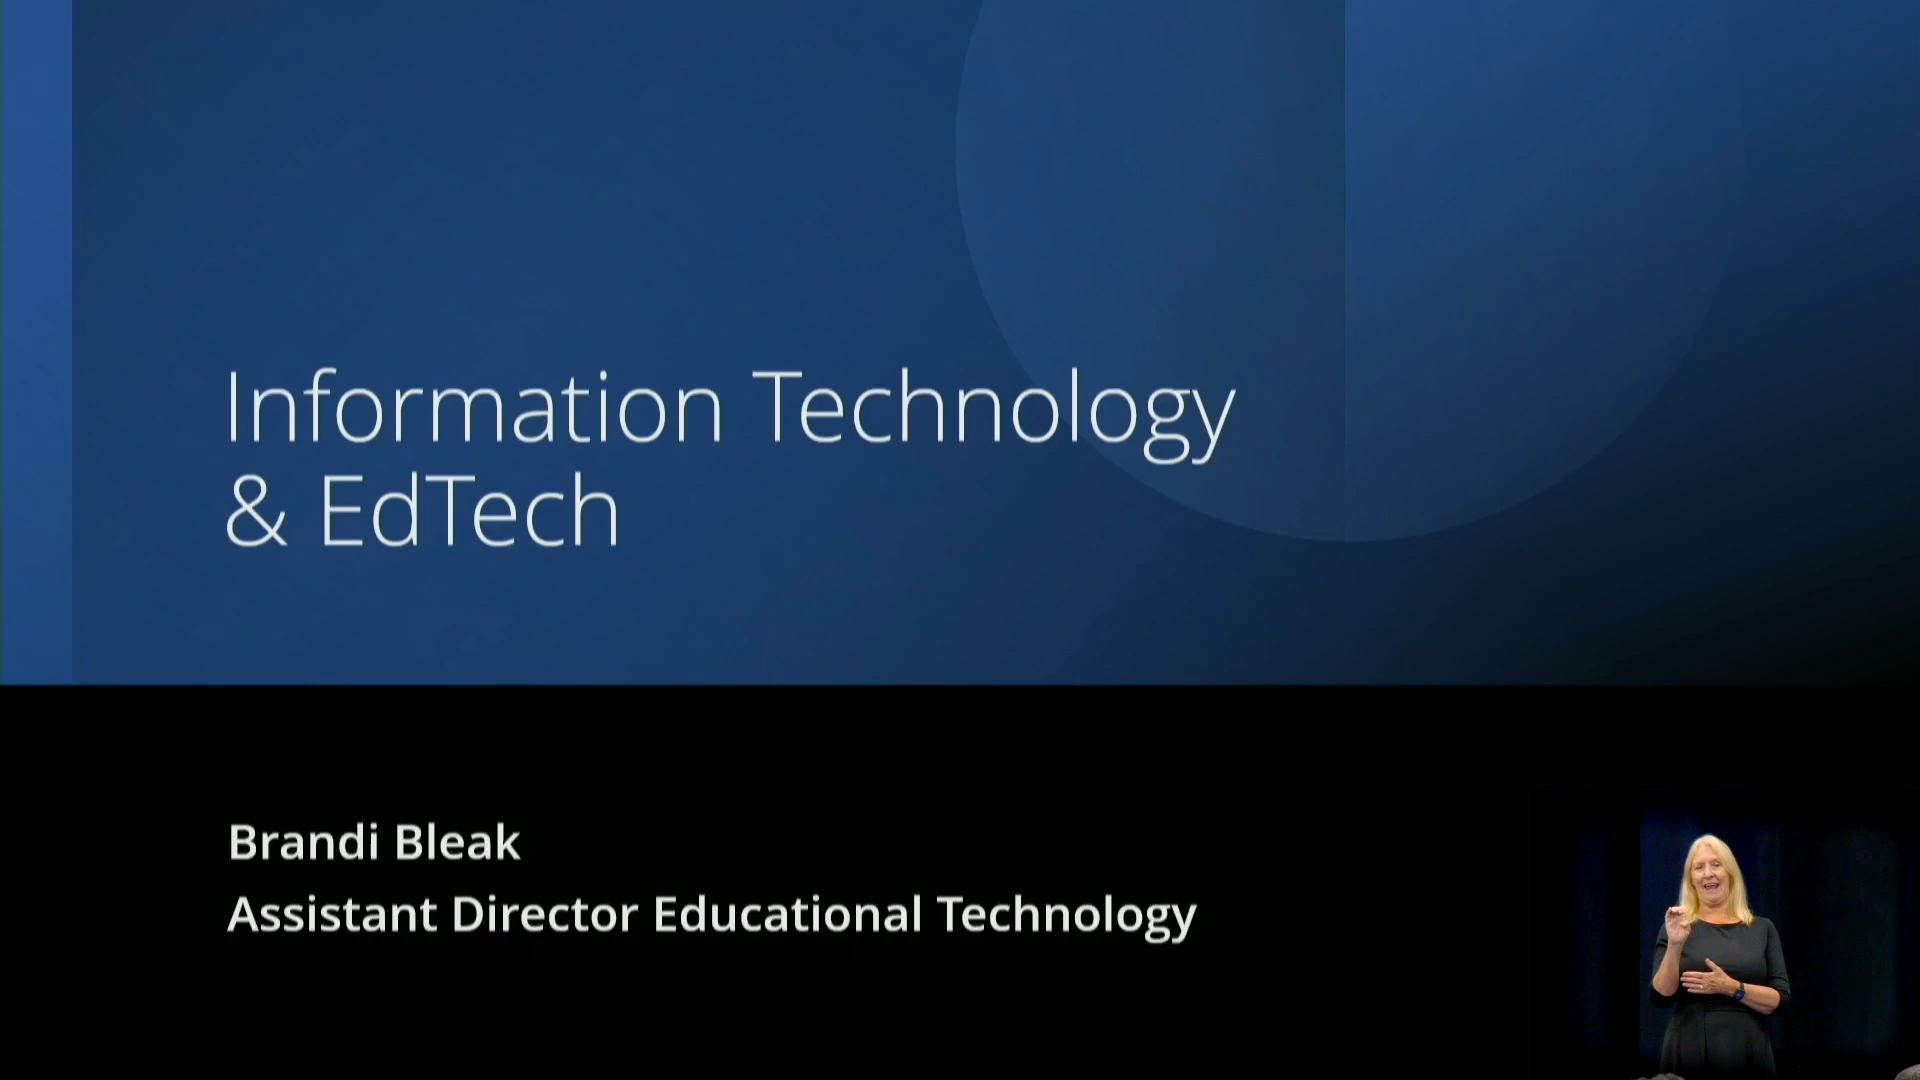 Information Technology
& EdTech
Brandi Bleak
Assistant Director Educational Technology